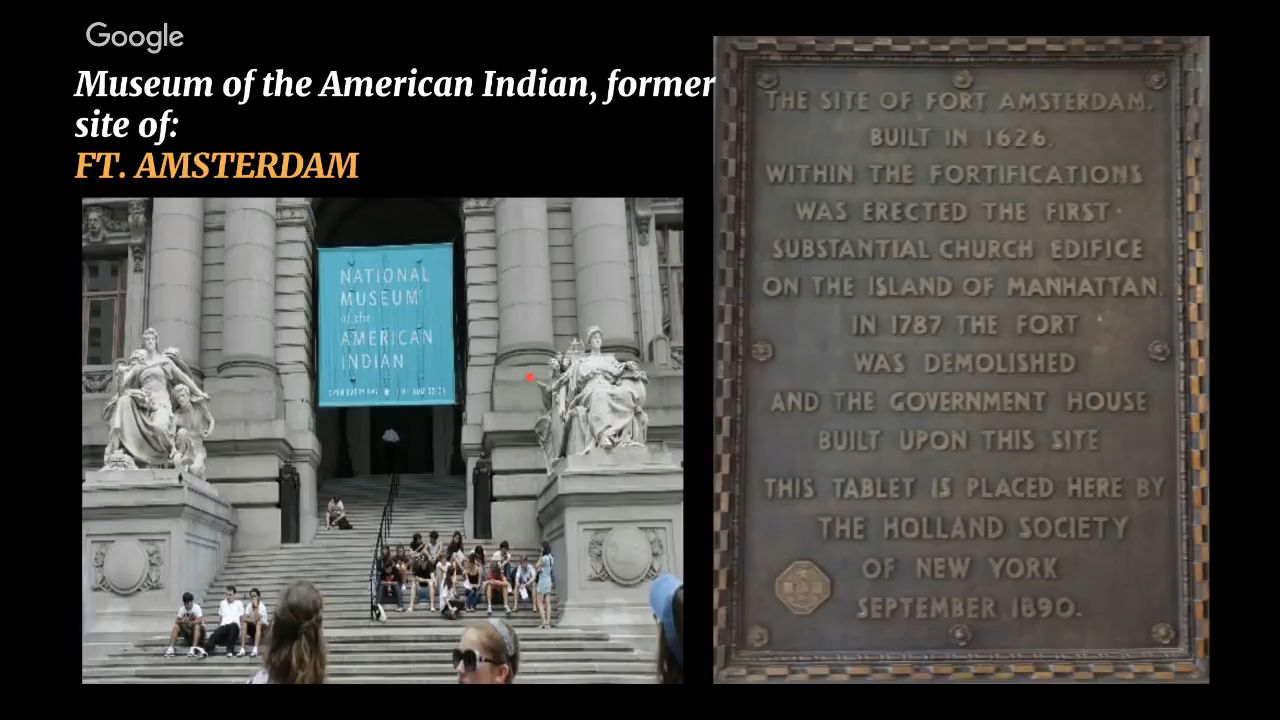 Google
Museum of the American Indian, former
site of:
FT. AMSTERDAM
NATIONAL
MUSEUM
of the
AMERICAN
INDIAN
OPEN EVERY DAY
THE SITE OF FORT AMSTERDAM.
BUILT IN 1626.
WITHIN THE FORTIFICATIONS
WAS ERECTED THE FIRST
SUBSTANTIAL CHURCH EDIFICE
ON THE ISLAND OF MANHATTAN.
IN 1787 THE FORT
WAS DEMOLISHED
AND THE GOVERNMENT HOUSE
BUILT UPON THIS SITE
THIS TABLET IS PLACED HERE BY
THE HOLLAND SOCIETY
OF NEW YORK
SEPTEMBER 1890.